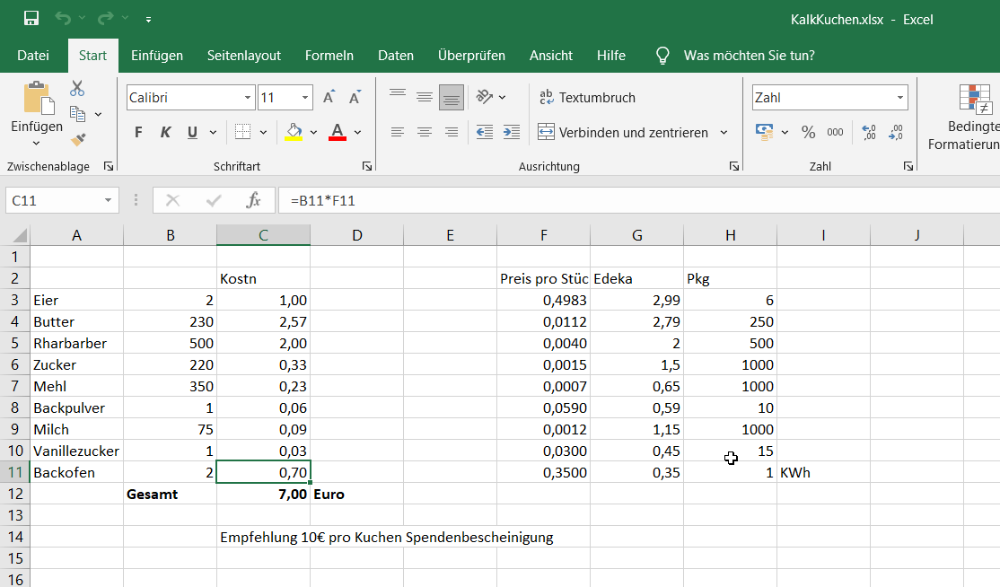 KalkKuchen.xlsx - Excel
Datei Start Einfügen Seitenlayout Formeln Daten Überprüfen Ansicht Hilfe Was möchten Sie tun?
Calibri 11 Textumbruch Zahl
Einfügen F K U A Verbinden und zentrieren % 000 Bedingte
Formatierun
Zwischenablage Schriftart Ausrichtung Zahl
C11 fx =B11*F11
A B C D E F G H I J
1
2 Kostn Preis pro Stüc Edeka Pkg
3 Eier 2 1,00 0,4983 2,99 6
4 Butter 230 2,57 0,0112 2,79 250
5 Rharbarber 500 2,00 0,0040 2 500
6 Zucker 220 0,33 0,0015 1,5 1000
7 Mehl 350 0,23 0,0007 0,65 1000
8 Backpulver 1 0,06 0,0590 0,59 10
9 Milch 75 0,09 0,0012 1,15 1000
10 Vanillezucker 1 0,03 0,0300 0,45 15
11 Backofen 2 0,70 0,3500 0,35 1 KWh
12 Gesamt 7,00 Euro
13
14 Empfehlung 10€ pro Kuchen Spendenbescheinigung
15
16